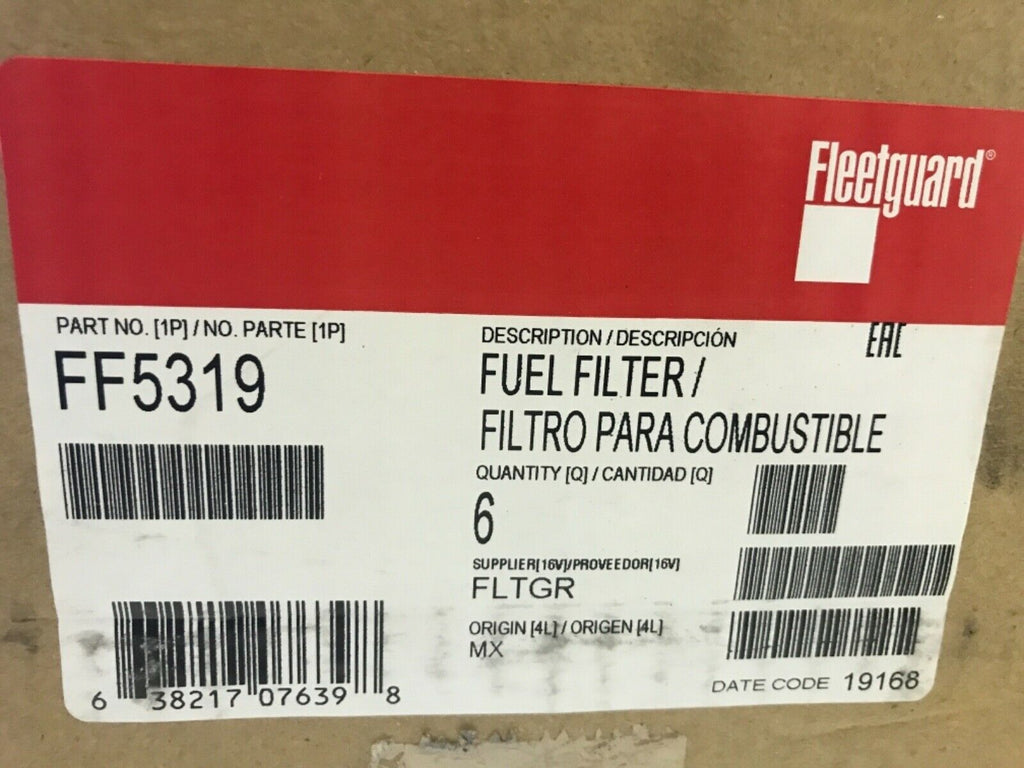 Fleetguard®
PART NO. [1P] / NO. PARTE [1P]
FF5319
DESCRIPTION / DESCRIPCIÓN
EAC
FUEL FILTER /
FILTRO PARA COMBUSTIBLE
QUANTITY [Q] / CANTIDAD [Q]
6
SUPPLIER[16V]/PROVEEDOR[16V]
FLTGR
ORIGIN [4L] / ORIGEN [4L]
MX
DATE CODE 19168
6 38217 07639 8